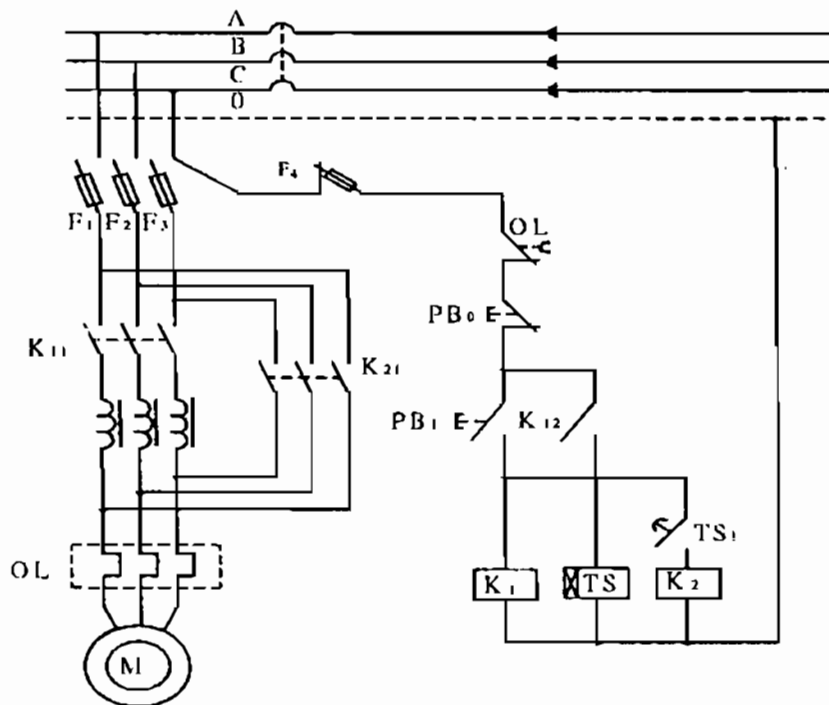 A
B
C
0
F4
F1 F2 F3
OL
PB0
K11
K21
PB1 K12
TS1
OL
K1 TS K2
M